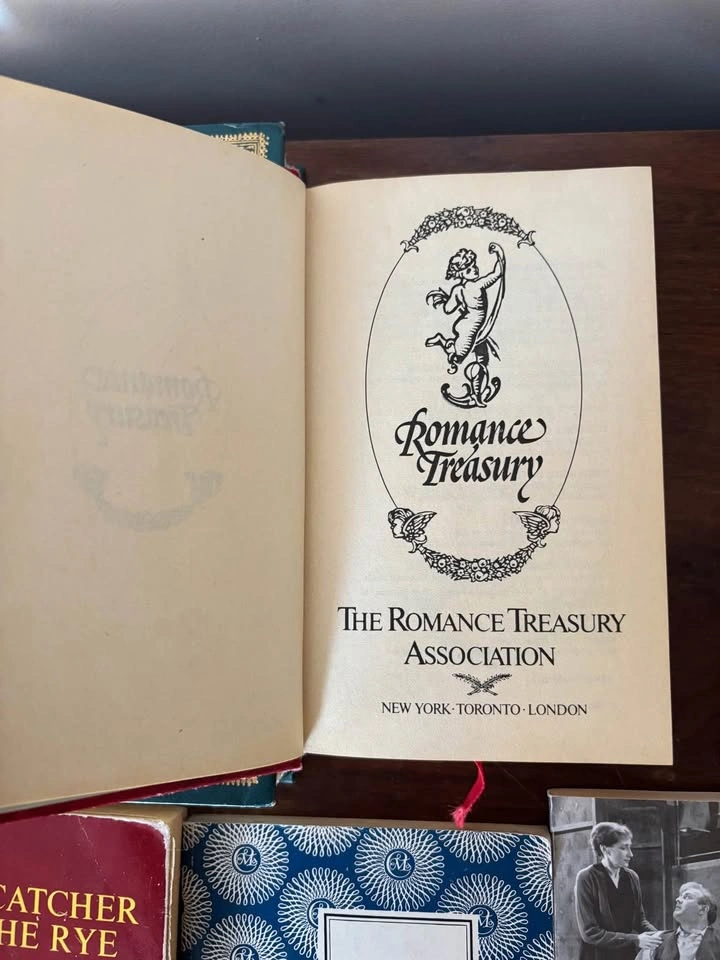 Romance
Treasury
THE ROMANCE TREASURY
ASSOCIATION
NEW YORK · TORONTO · LONDON
CATCHER
HE RYE